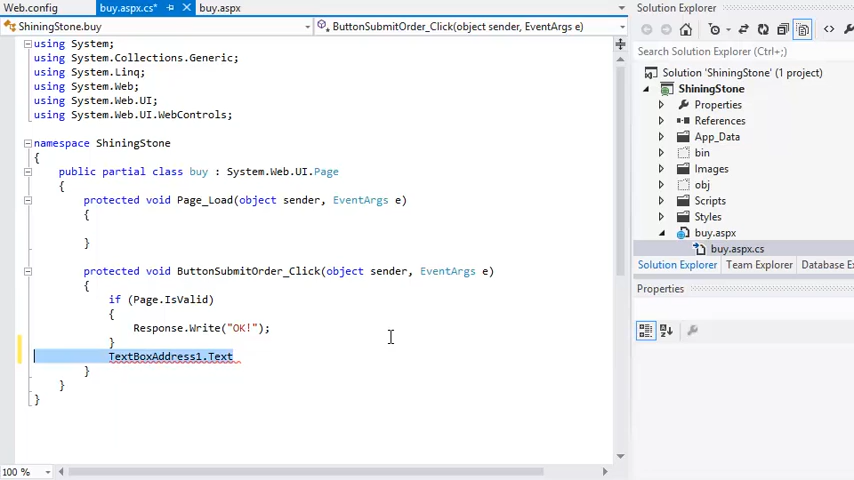 Web.config buy.aspx.cs* buy.aspx
ShiningStone.buy ButtonSubmitOrder_Click(object sender, EventArgs e)
using System;
using System.Collections.Generic;
using System.Linq;
using System.Web;
using System.Web.UI;
using System.Web.UI.WebControls;
namespace ShiningStone
{
public partial class buy : System.Web.UI.Page
{
protected void Page_Load(object sender, EventArgs e)
{
}
protected void ButtonSubmitOrder_Click(object sender, EventArgs e)
{
if (Page.IsValid)
{
Response.Write("OK!");
}
TextBoxAddress1.Text
}
}
}
100 %
Solution Explorer
Search Solution Explorer (Ctrl+;)
Solution 'ShiningStone' (1 project)
ShiningStone
Properties
References
App_Data
bin
Images
obj
Scripts
Styles
buy.aspx
buy.aspx.cs
Solution Explorer Team Explorer Database Ex
Properties